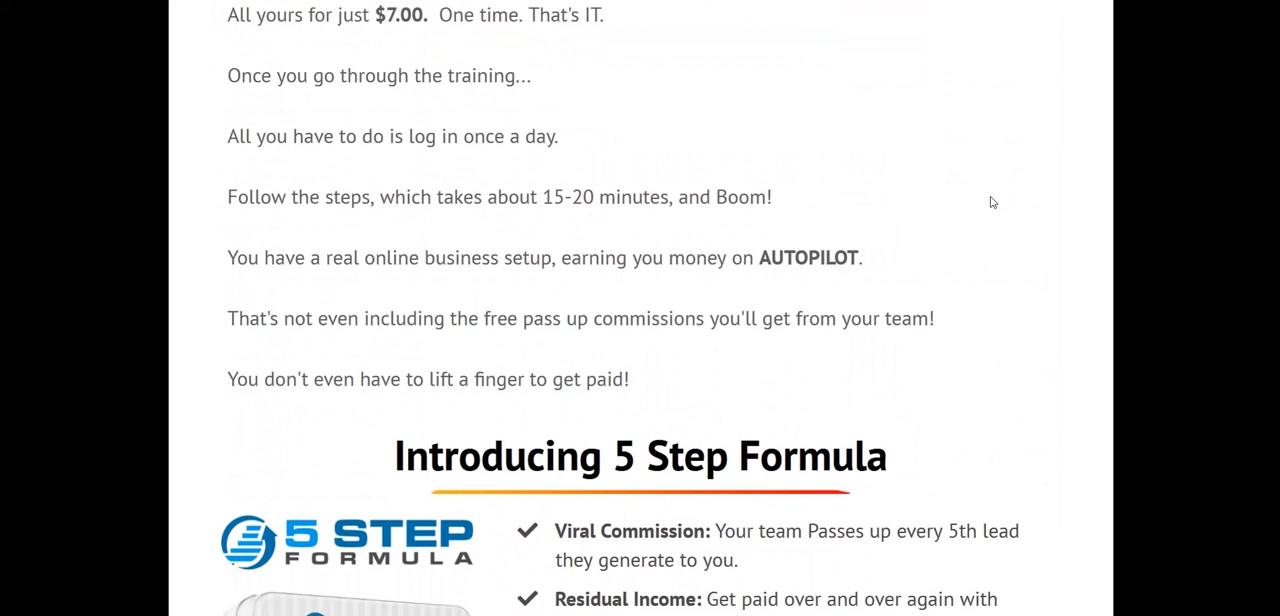 All yours for just $7.00.  One time. That's IT.
Once you go through the training...
All you have to do is log in once a day.
Follow the steps, which takes about 15-20 minutes, and Boom!
You have a real online business setup, earning you money on AUTOPILOT.
That's not even including the free pass up commissions you'll get from your team!
You don't even have to lift a finger to get paid!
Introducing 5 Step Formula
5 STEP
FORMULA
Viral Commission: Your team Passes up every 5th lead
they generate to you.
Residual Income: Get paid over and over again with